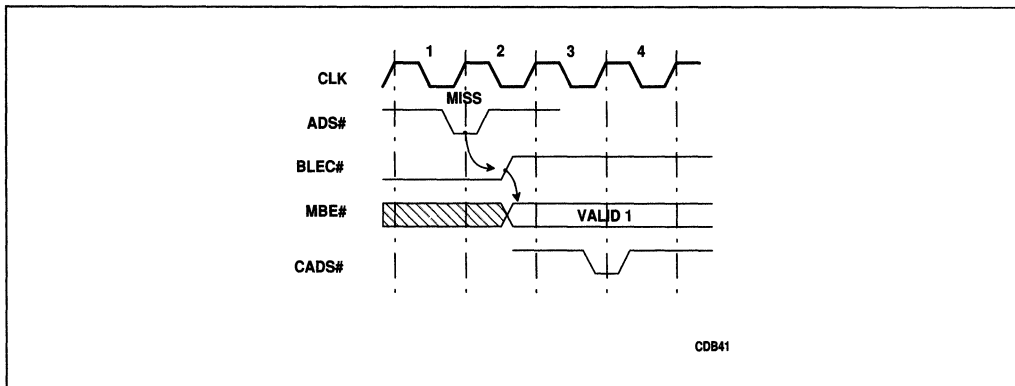 1 2 3 4
CLK
MISS
ADS#
BLEC#
MBE#
VALID 1
CADS#
CDB41